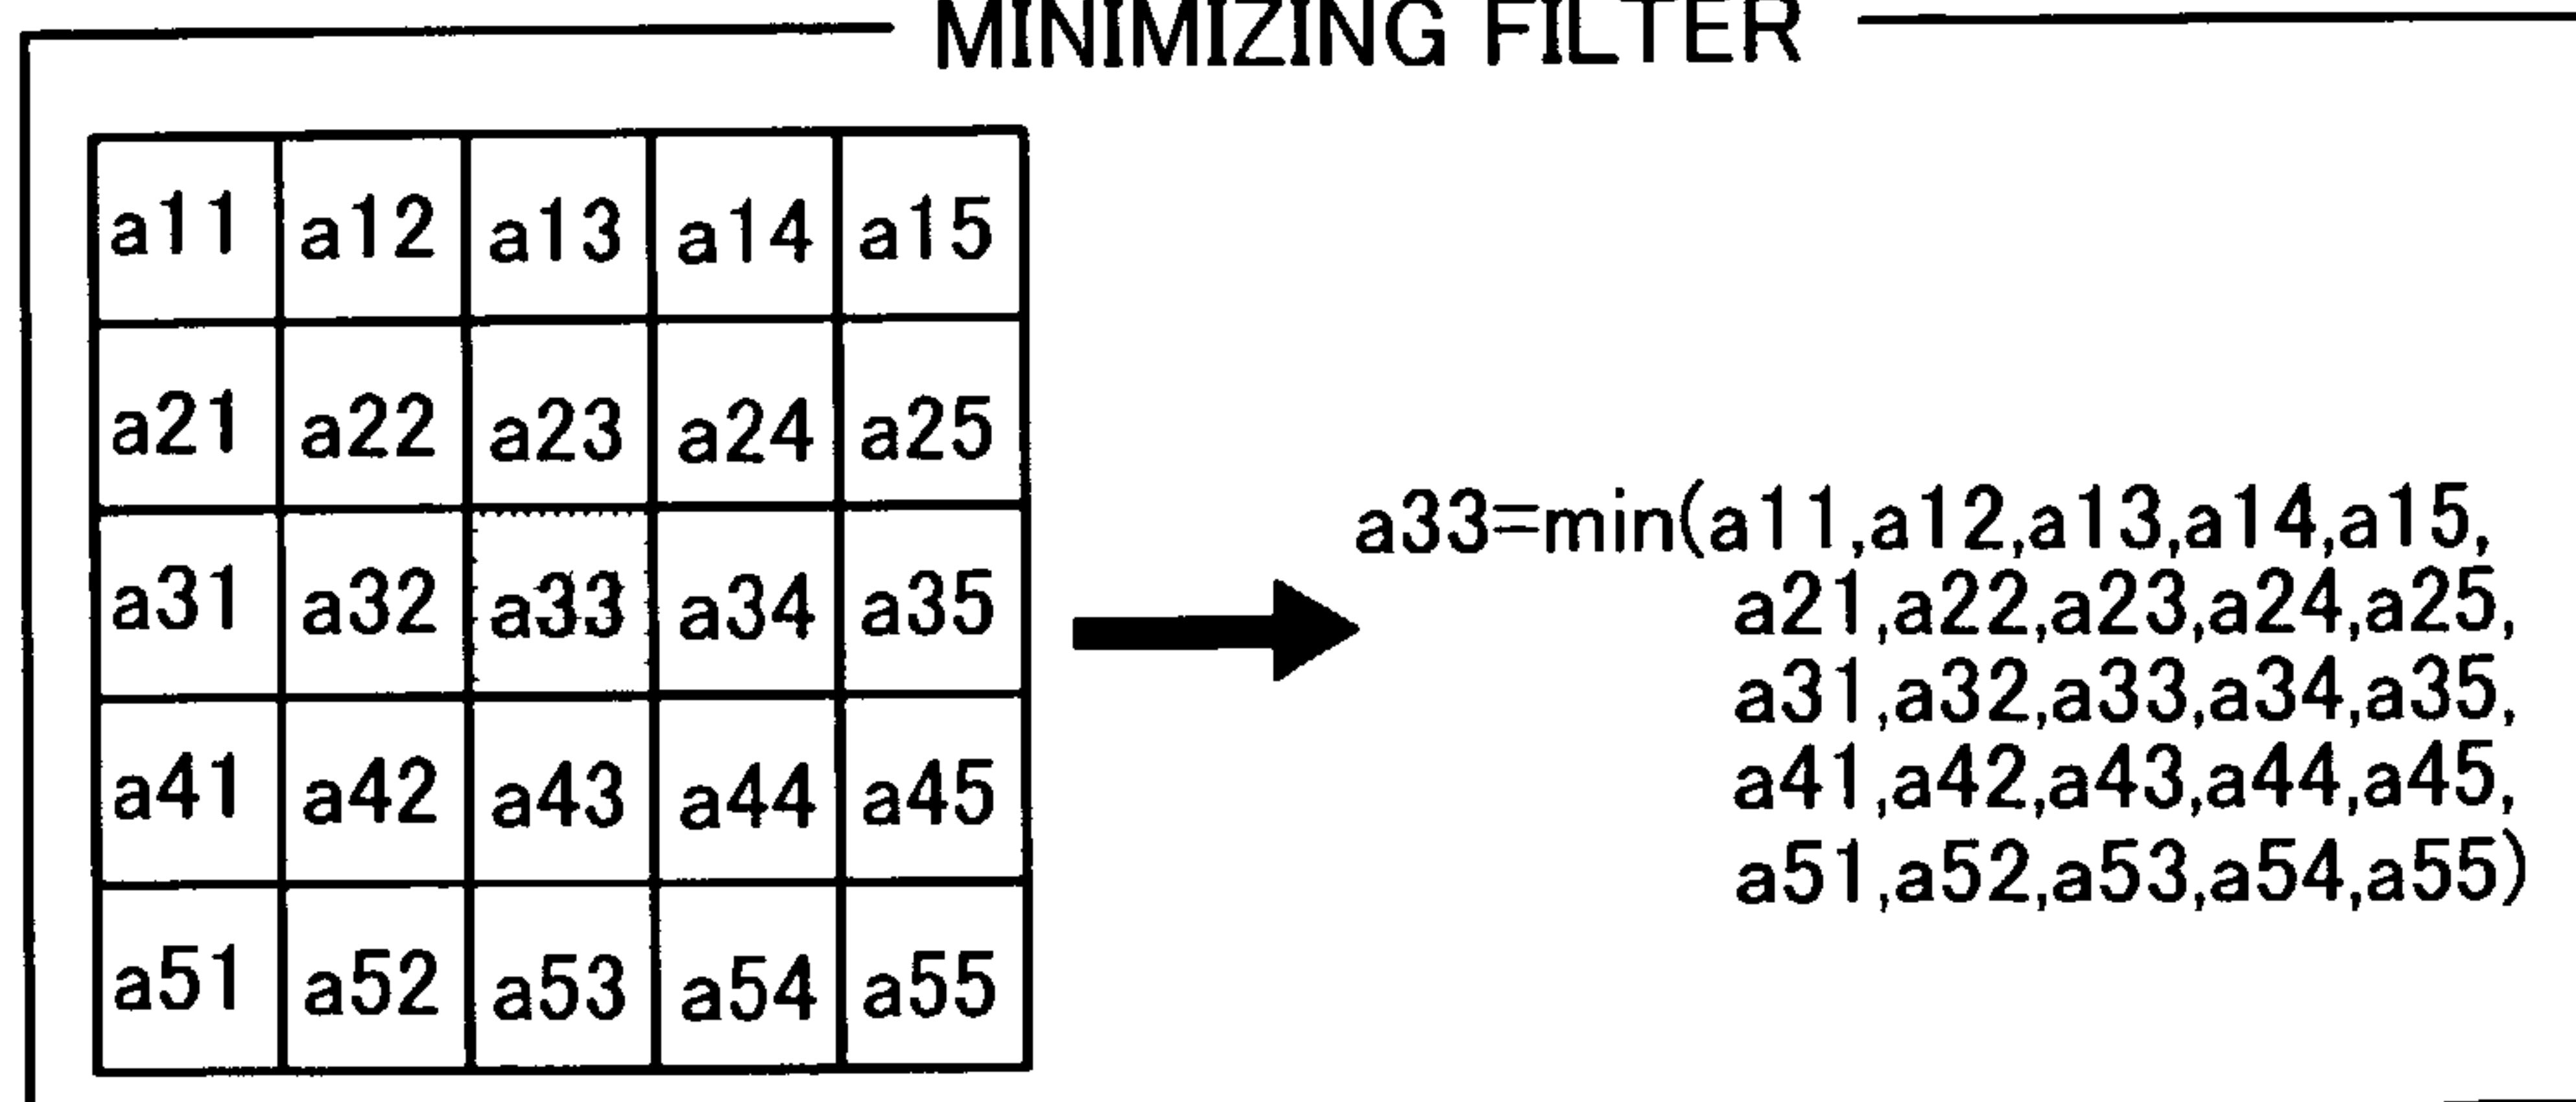 MINIMIZING FILTER
a11 a12 a13 a14 a15
a21 a22 a23 a24 a25
a31 a32 a33 a34 a35
a41 a42 a43 a44 a45
a51 a52 a53 a54 a55
a33=min(a11,a12,a13,a14,a15,
a21,a22,a23,a24,a25,
a31,a32,a33,a34,a35,
a41,a42,a43,a44,a45,
a51,a52,a53,a54,a55)